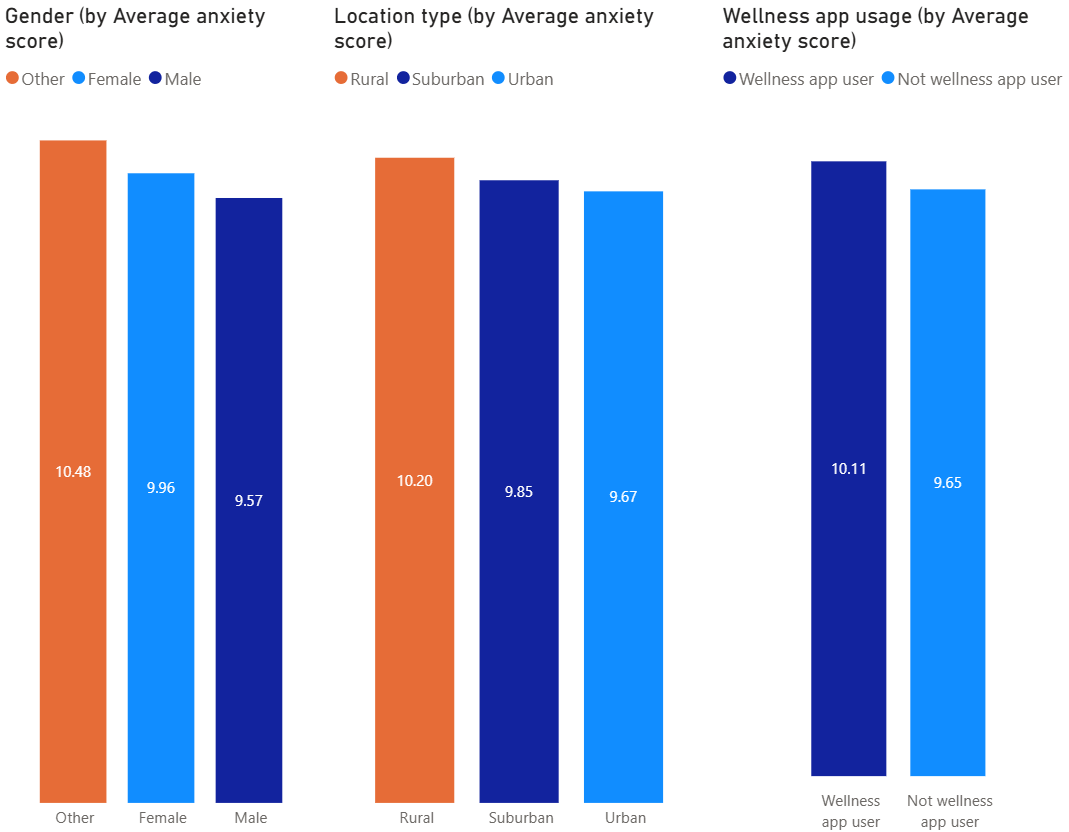 Gender (by Average anxiety
score)
Other Female Male
10.48
9.96
9.57
Other Female Male
Location type (by Average anxiety
score)
Rural Suburban Urban
10.20
9.85
9.67
Rural Suburban Urban
Wellness app usage (by Average
anxiety score)
Wellness app user Not wellness app user
10.11
9.65
Wellness
app user
Not wellness
app user